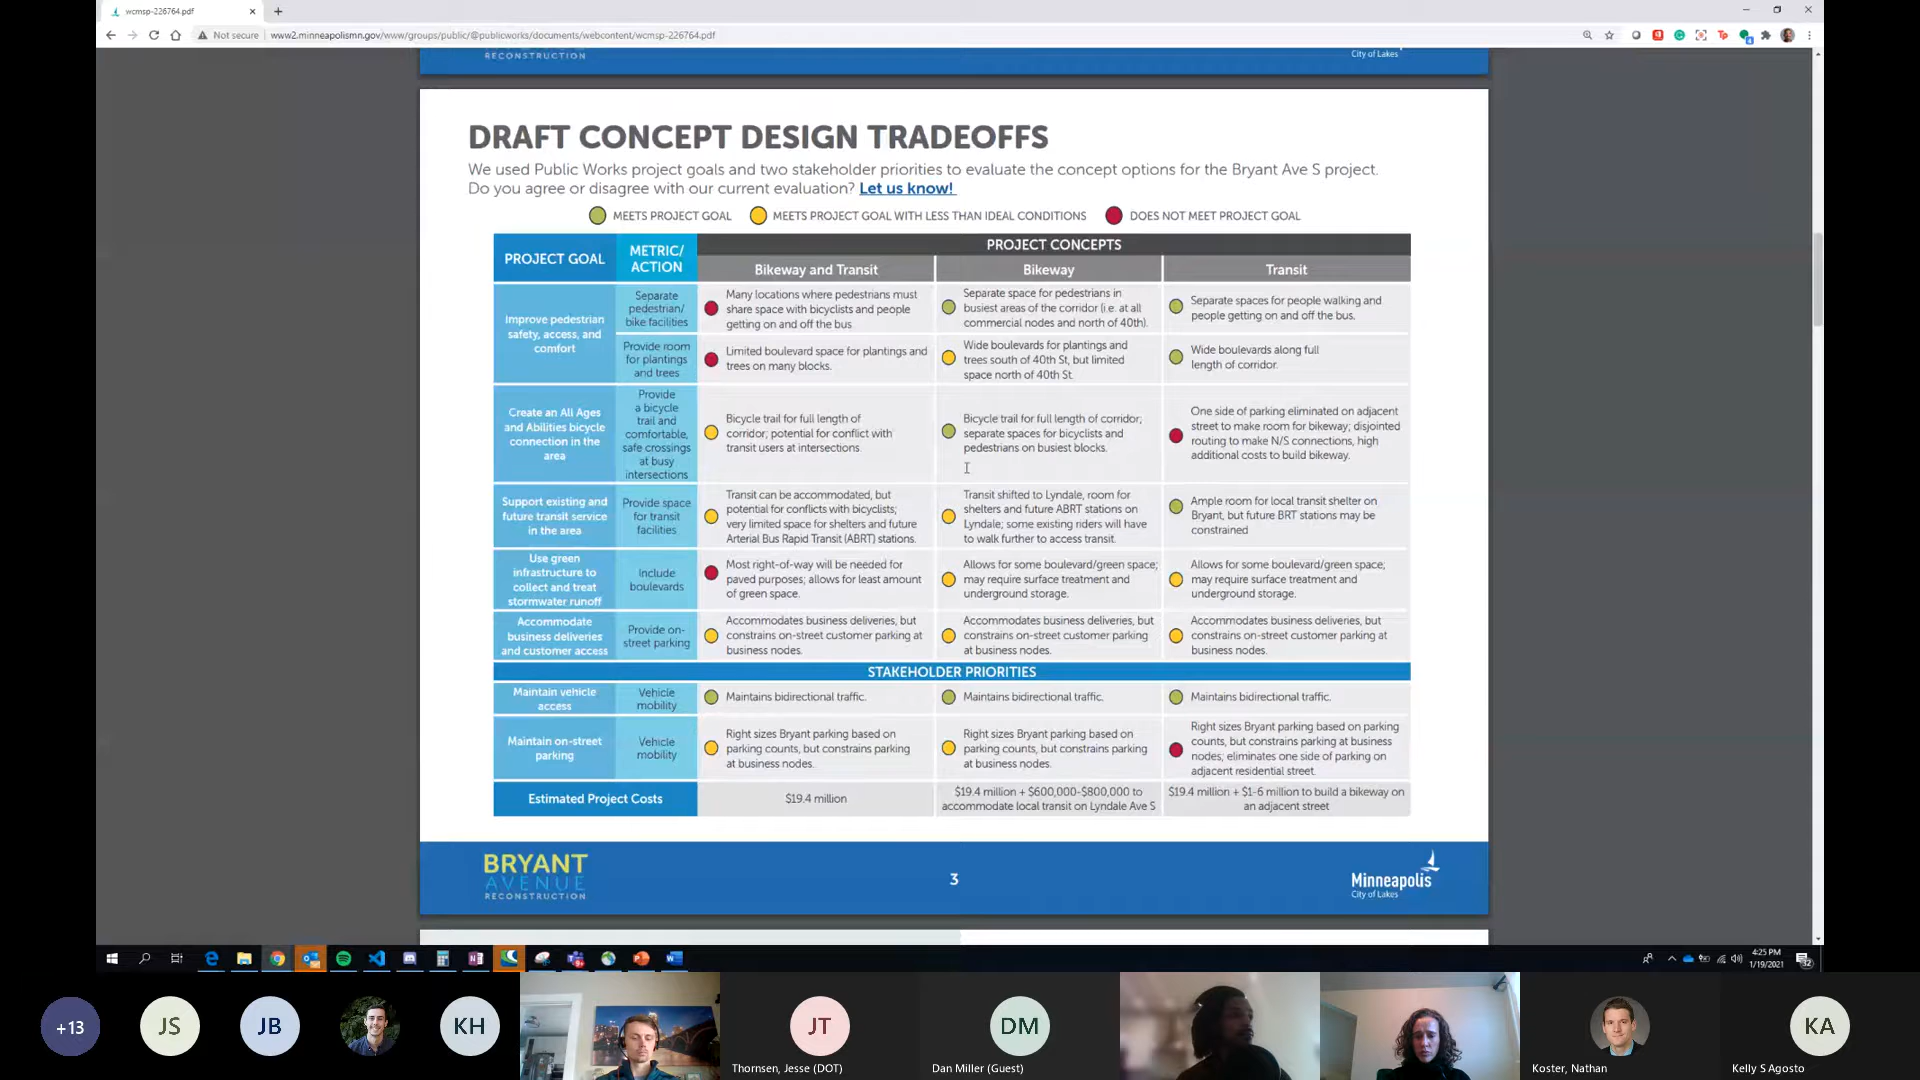 wcmsp-226764.pdf
Not secure
www2.minneapolismn.gov/www/groups/public/@publicworks/documents/webcontent/wcmsp-226764.pdf
RECONSTRUCTION
City of Lakes
DRAFT CONCEPT DESIGN TRADEOFFS
We used Public Works project goals and two stakeholder priorities to evaluate the concept options for the Bryant Ave S project.
Do you agree or disagree with our current evaluation? Let us know!
MEETS PROJECT GOAL
MEETS PROJECT GOAL WITH LESS THAN IDEAL CONDITIONS
DOES NOT MEET PROJECT GOAL
PROJECT GOAL
METRIC/
ACTION
PROJECT CONCEPTS
Bikeway and Transit
Bikeway
Transit
Improve pedestrian
safety, access, and
comfort
Separate
pedestrian/
bike facilities
Many locations where pedestrians must
share space with bicyclists and people
getting on and off the bus
Separate space for pedestrians in
busiest areas of the corridor (i.e. at all
commercial nodes and north of 40th).
Separate spaces for people walking and
people getting on and off the bus.
Provide room
for plantings
and trees
Limited boulevard space for plantings and
trees on many blocks.
Wide boulevards for plantings and
trees south of 40th St, but limited
space north of 40th St.
Wide boulevards along full
length of corridor.
Create an All Ages
and Abilities bicycle
connection in the
area
Provide
a bicycle
trail and
comfortable,
safe crossings
at busy
intersections
Bicycle trail for full length of
corridor; potential for conflict with
transit users at intersections.
Bicycle trail for full length of corridor;
separate spaces for bicyclists and
pedestrians on busiest blocks.
One side of parking eliminated on adjacent
street to make room for bikeway; disjointed
routing to make N/S connections, high
additional costs to build bikeway.
Support existing and
future transit service
in the area
Provide space
for transit
facilities
Transit can be accommodated, but
potential for conflicts with bicyclists;
very limited space for shelters and future
Arterial Bus Rapid Transit (ABRT) stations.
Transit shifted to Lyndale, room for
shelters and future ABRT stations on
Lyndale; some existing riders will have
to walk further to access transit.
Ample room for local transit shelter on
Bryant, but future BRT stations may be
constrained
Use green
infrastructure to
collect and treat
stormwater runoff
Include
boulevards
Most right-of-way will be needed for
paved purposes; allows for least amount
of green space.
Allows for some boulevard/green space;
may require surface treatment and
underground storage.
Allows for some boulevard/green space;
may require surface treatment and
underground storage.
Accommodate
business deliveries
and customer access
Provide on-
street parking
Accommodates business deliveries, but
constrains on-street customer parking at
business nodes.
Accommodates business deliveries, but
constrains on-street customer parking
at business nodes.
Accommodates business deliveries, but
constrains on-street customer parking at
business nodes.
STAKEHOLDER PRIORITIES
Maintain vehicle
access
Vehicle
mobility
Maintains bidirectional traffic.
Maintains bidirectional traffic.
Maintains bidirectional traffic.
Maintain on-street
parking
Vehicle
mobility
Right sizes Bryant parking based on
parking counts, but constrains parking
at business nodes.
Right sizes Bryant parking based on
parking counts, but constrains parking
at business nodes.
Right sizes Bryant parking based on parking
counts, but constrains parking at business
nodes; eliminates one side of parking on
adjacent residential street.
Estimated Project Costs
$19.4 million
$19.4 million + $600,000-$800,000 to
accommodate local transit on Lyndale Ave S
$19.4 million + $1-6 million to build a bikeway on
an adjacent street
BRYANT
AVENUE
RECONSTRUCTION
3
Minneapolis
City of Lakes
4:25 PM
1/19/2021
+13
JS
JB
KH
JT
Thornsen, Jesse (DOT)
DM
Dan Miller (Guest)
Koster, Nathan
KA
Kelly S Agosto